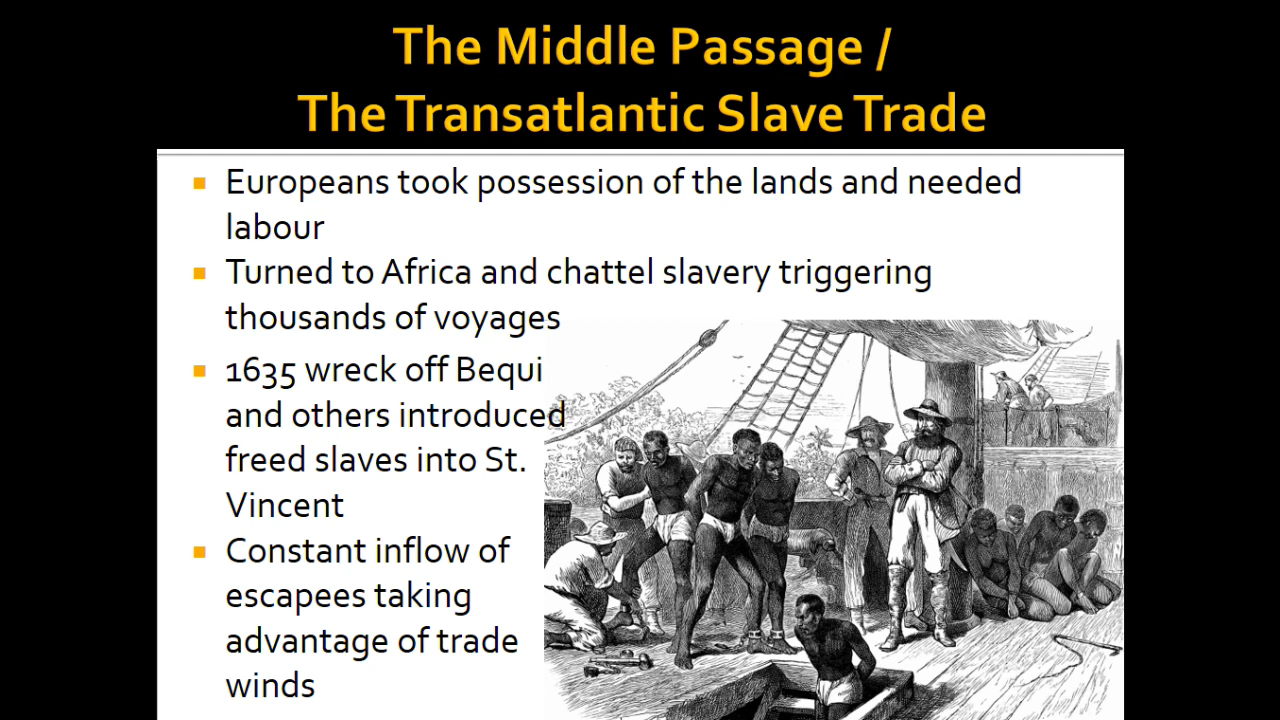 The Middle Passage /
The Transatlantic Slave Trade
Europeans took possession of the lands and needed
labour
Turned to Africa and chattel slavery triggering
thousands of voyages
1635 wreck off Bequi
and others introduced
freed slaves into St.
Vincent
Constant inflow of
escapees taking
advantage of trade
winds